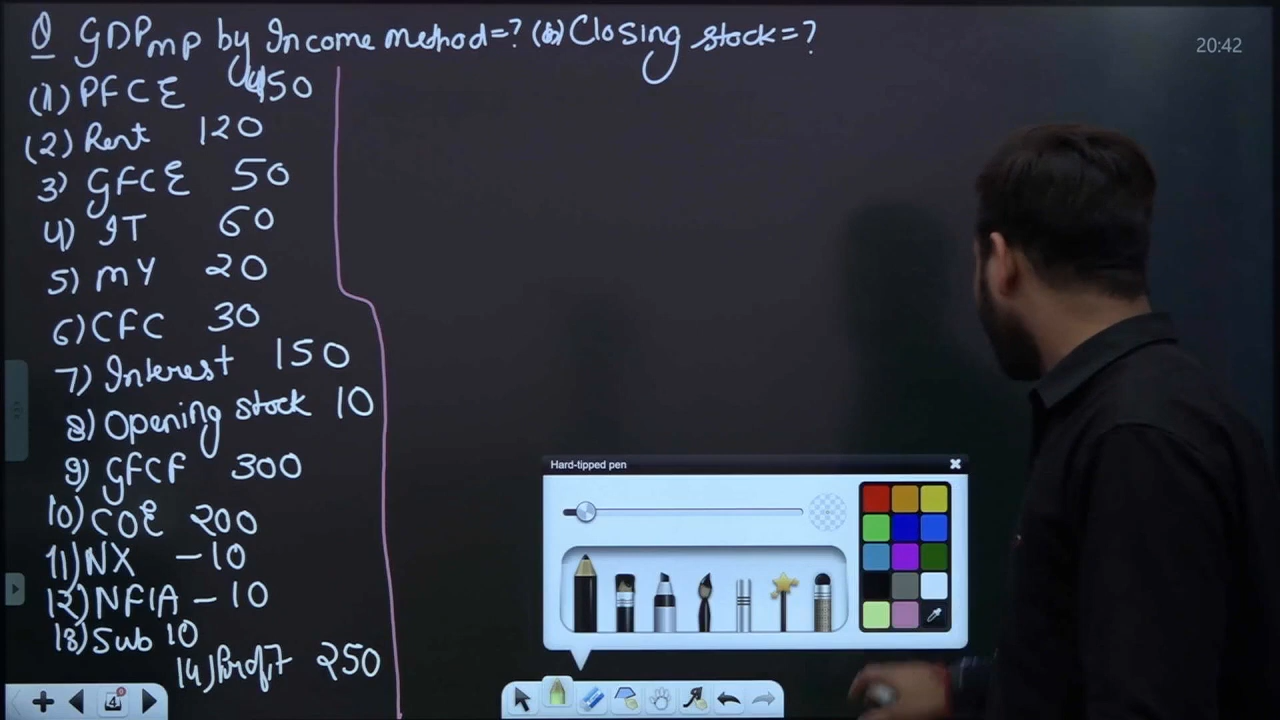 Q GDPMP by Income method=? (b) Closing stock=?
20:42
(1) PFCE 450
(2) Rent 120
3) GFCE 50
4) IT 60
5) MY 20
6) CFC 30
7) Interest 150
8) Opening stock 10
9) GFCF 300
10) COE 200
11) NX -10
12) NFIA -10
13) Sub 10
14) Profit 250
Hard-tipped pen
4